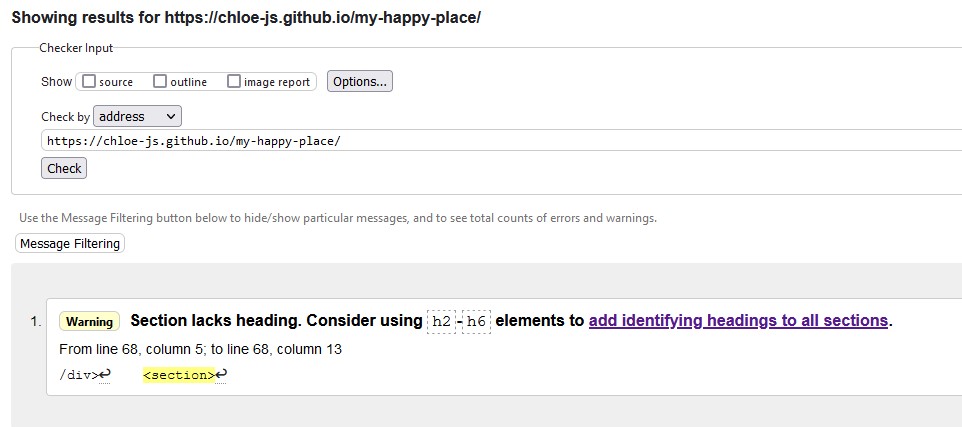 Showing results for https://chloe-js.github.io/my-happy-place/
Checker Input
Show source outline image report Options...
Check by address
https://chloe-js.github.io/my-happy-place/
Check
Use the Message Filtering button below to hide/show particular messages, and to see total counts of errors and warnings.
Message Filtering
1. Warning Section lacks heading. Consider using h2-h6 elements to add identifying headings to all sections.
From line 68, column 5; to line 68, column 13
/div>↩ <section>↩